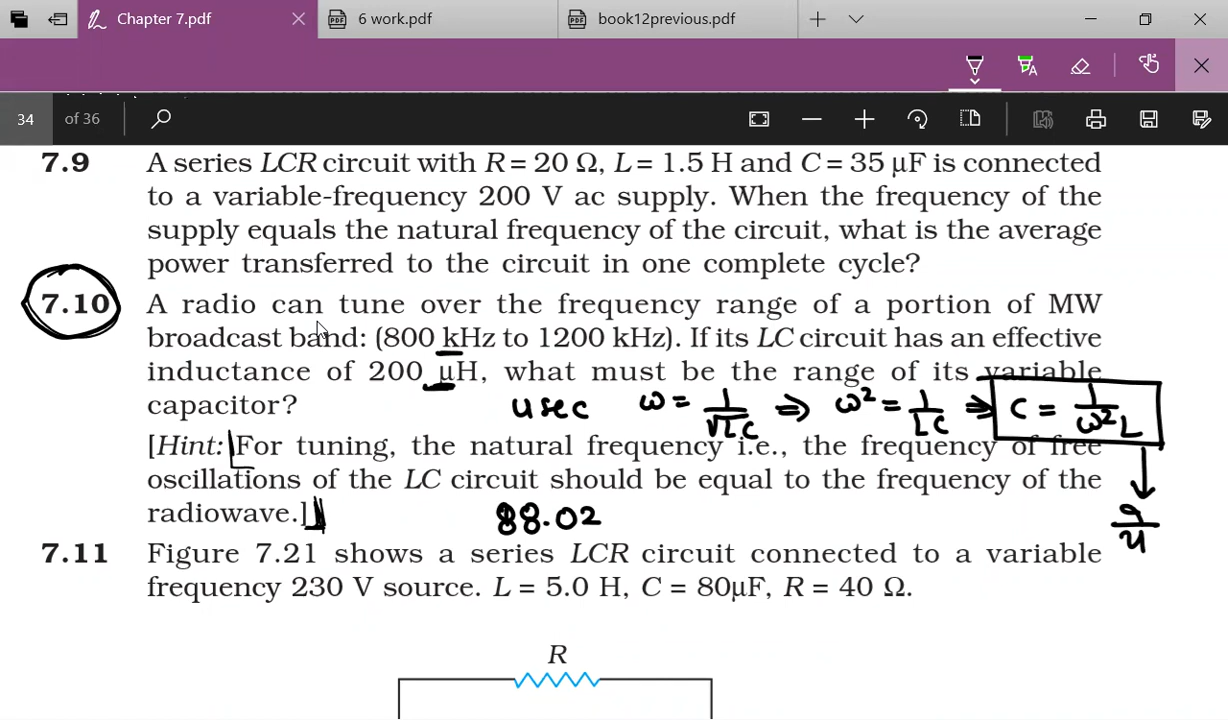 Chapter 7.pdf
6 work.pdf
book12previous.pdf
34 of 36
7.9 A series LCR circuit with R = 20 Ω, L = 1.5 H and C = 35 µF is connected
to a variable-frequency 200 V ac supply. When the frequency of the
supply equals the natural frequency of the circuit, what is the average
power transferred to the circuit in one complete cycle?
7.10 A radio can tune over the frequency range of a portion of MW
broadcast band: (800 kHz to 1200 kHz). If its LC circuit has an effective
inductance of 200 µH, what must be the range of its variable
capacitor?
ω = 1/√LC ⇒ ω² = 1/LC ⇒ C = 1/ω²L
[Hint: For tuning, the natural frequency i.e., the frequency of free
oscillations of the LC circuit should be equal to the frequency of the
radiowave.]
88.02
7.11 Figure 7.21 shows a series LCR circuit connected to a variable
frequency 230 V source. L = 5.0 H, C = 80µF, R = 40 Ω.
R